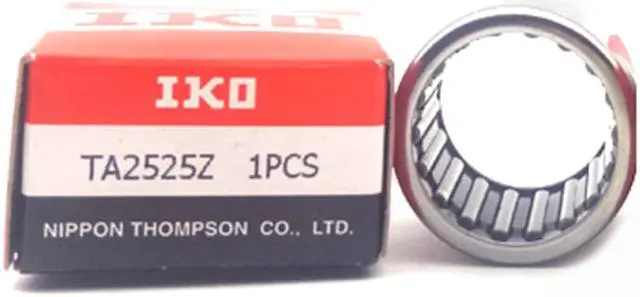 IKO
TA2525Z 1PCS
NIPPON THOMPSON CO., LTD.